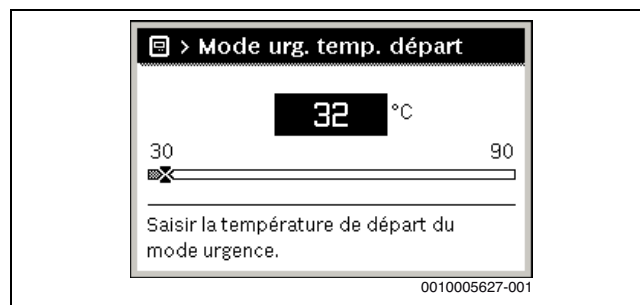 > Mode urg. temp. départ
32 °C
30 90
Saisir la température de départ du
mode urgence.
0010005627-001